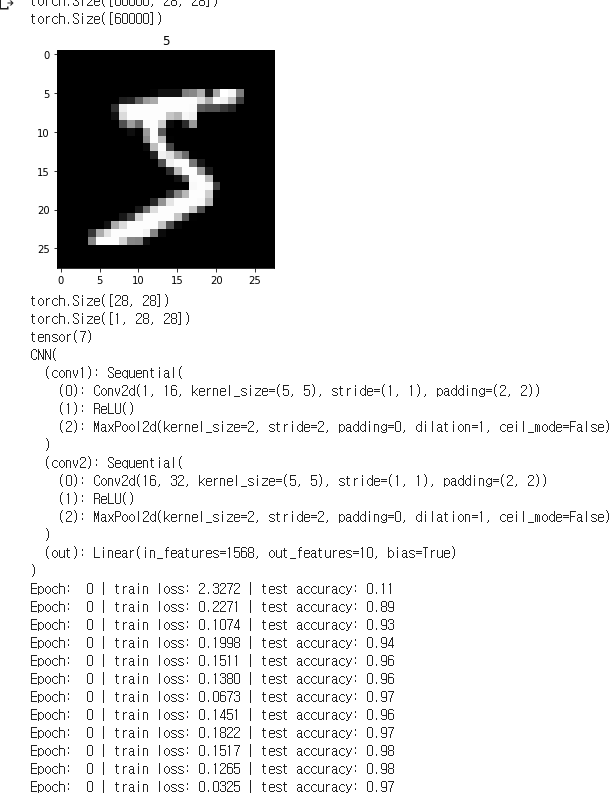 torch.Size([60000, 28, 28])
torch.Size([60000])
5
0
5
10
15
20
25
0 5 10 15 20 25
torch.Size([28, 28])
torch.Size([1, 28, 28])
tensor(7)
CNN(
(conv1): Sequential(
(0): Conv2d(1, 16, kernel_size=(5, 5), stride=(1, 1), padding=(2, 2))
(1): ReLU()
(2): MaxPool2d(kernel_size=2, stride=2, padding=0, dilation=1, ceil_mode=False)
)
(conv2): Sequential(
(0): Conv2d(16, 32, kernel_size=(5, 5), stride=(1, 1), padding=(2, 2))
(1): ReLU()
(2): MaxPool2d(kernel_size=2, stride=2, padding=0, dilation=1, ceil_mode=False)
)
(out): Linear(in_features=1568, out_features=10, bias=True)
)
Epoch: 0 | train loss: 2.3272 | test accuracy: 0.11
Epoch: 0 | train loss: 0.2271 | test accuracy: 0.89
Epoch: 0 | train loss: 0.1074 | test accuracy: 0.93
Epoch: 0 | train loss: 0.1998 | test accuracy: 0.94
Epoch: 0 | train loss: 0.1511 | test accuracy: 0.96
Epoch: 0 | train loss: 0.1380 | test accuracy: 0.96
Epoch: 0 | train loss: 0.0673 | test accuracy: 0.97
Epoch: 0 | train loss: 0.1451 | test accuracy: 0.96
Epoch: 0 | train loss: 0.1822 | test accuracy: 0.97
Epoch: 0 | train loss: 0.1517 | test accuracy: 0.98
Epoch: 0 | train loss: 0.1265 | test accuracy: 0.98
Epoch: 0 | train loss: 0.0325 | test accuracy: 0.97